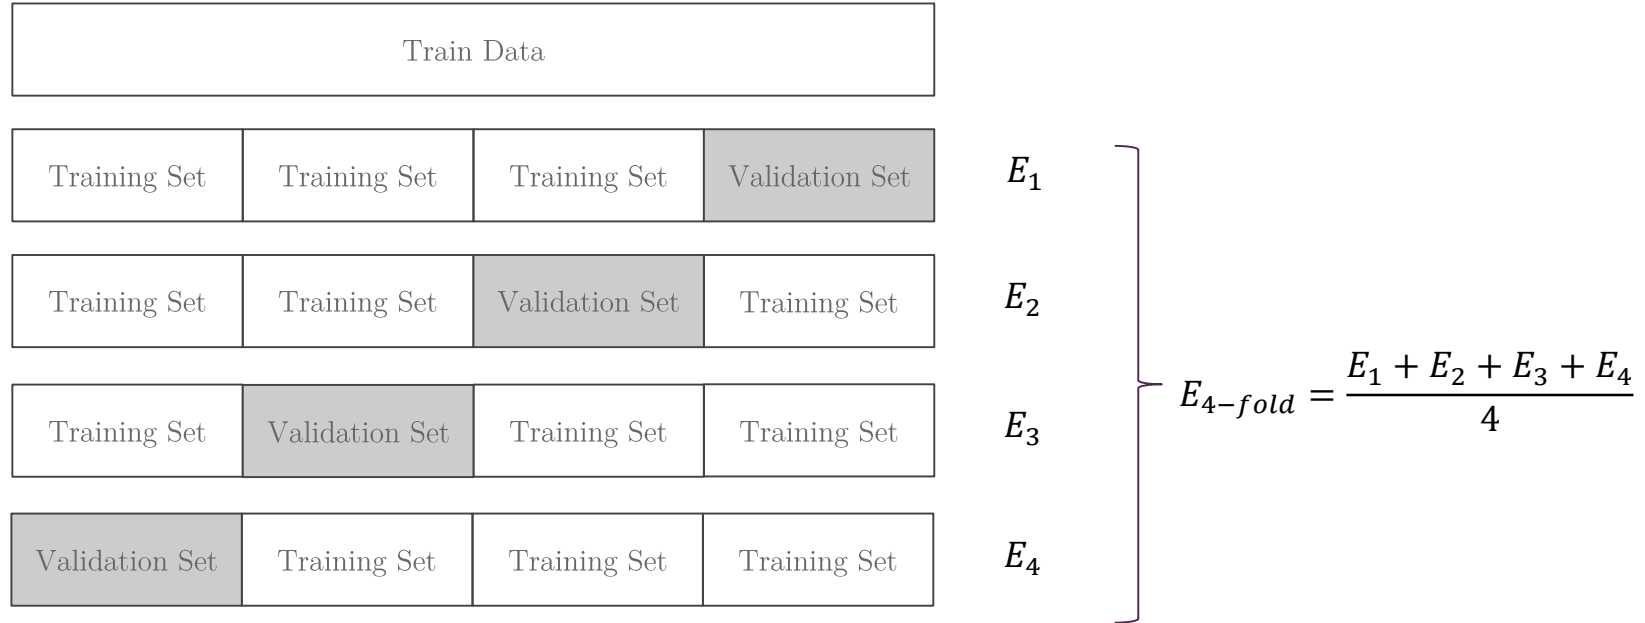 Train Data
Training Set Training Set Training Set Validation Set E₁
Training Set Training Set Validation Set Training Set E₂
Training Set Validation Set Training Set Training Set E₃
Validation Set Training Set Training Set Training Set E₄
E₄₋fold = (E₁ + E₂ + E₃ + E₄) / 4